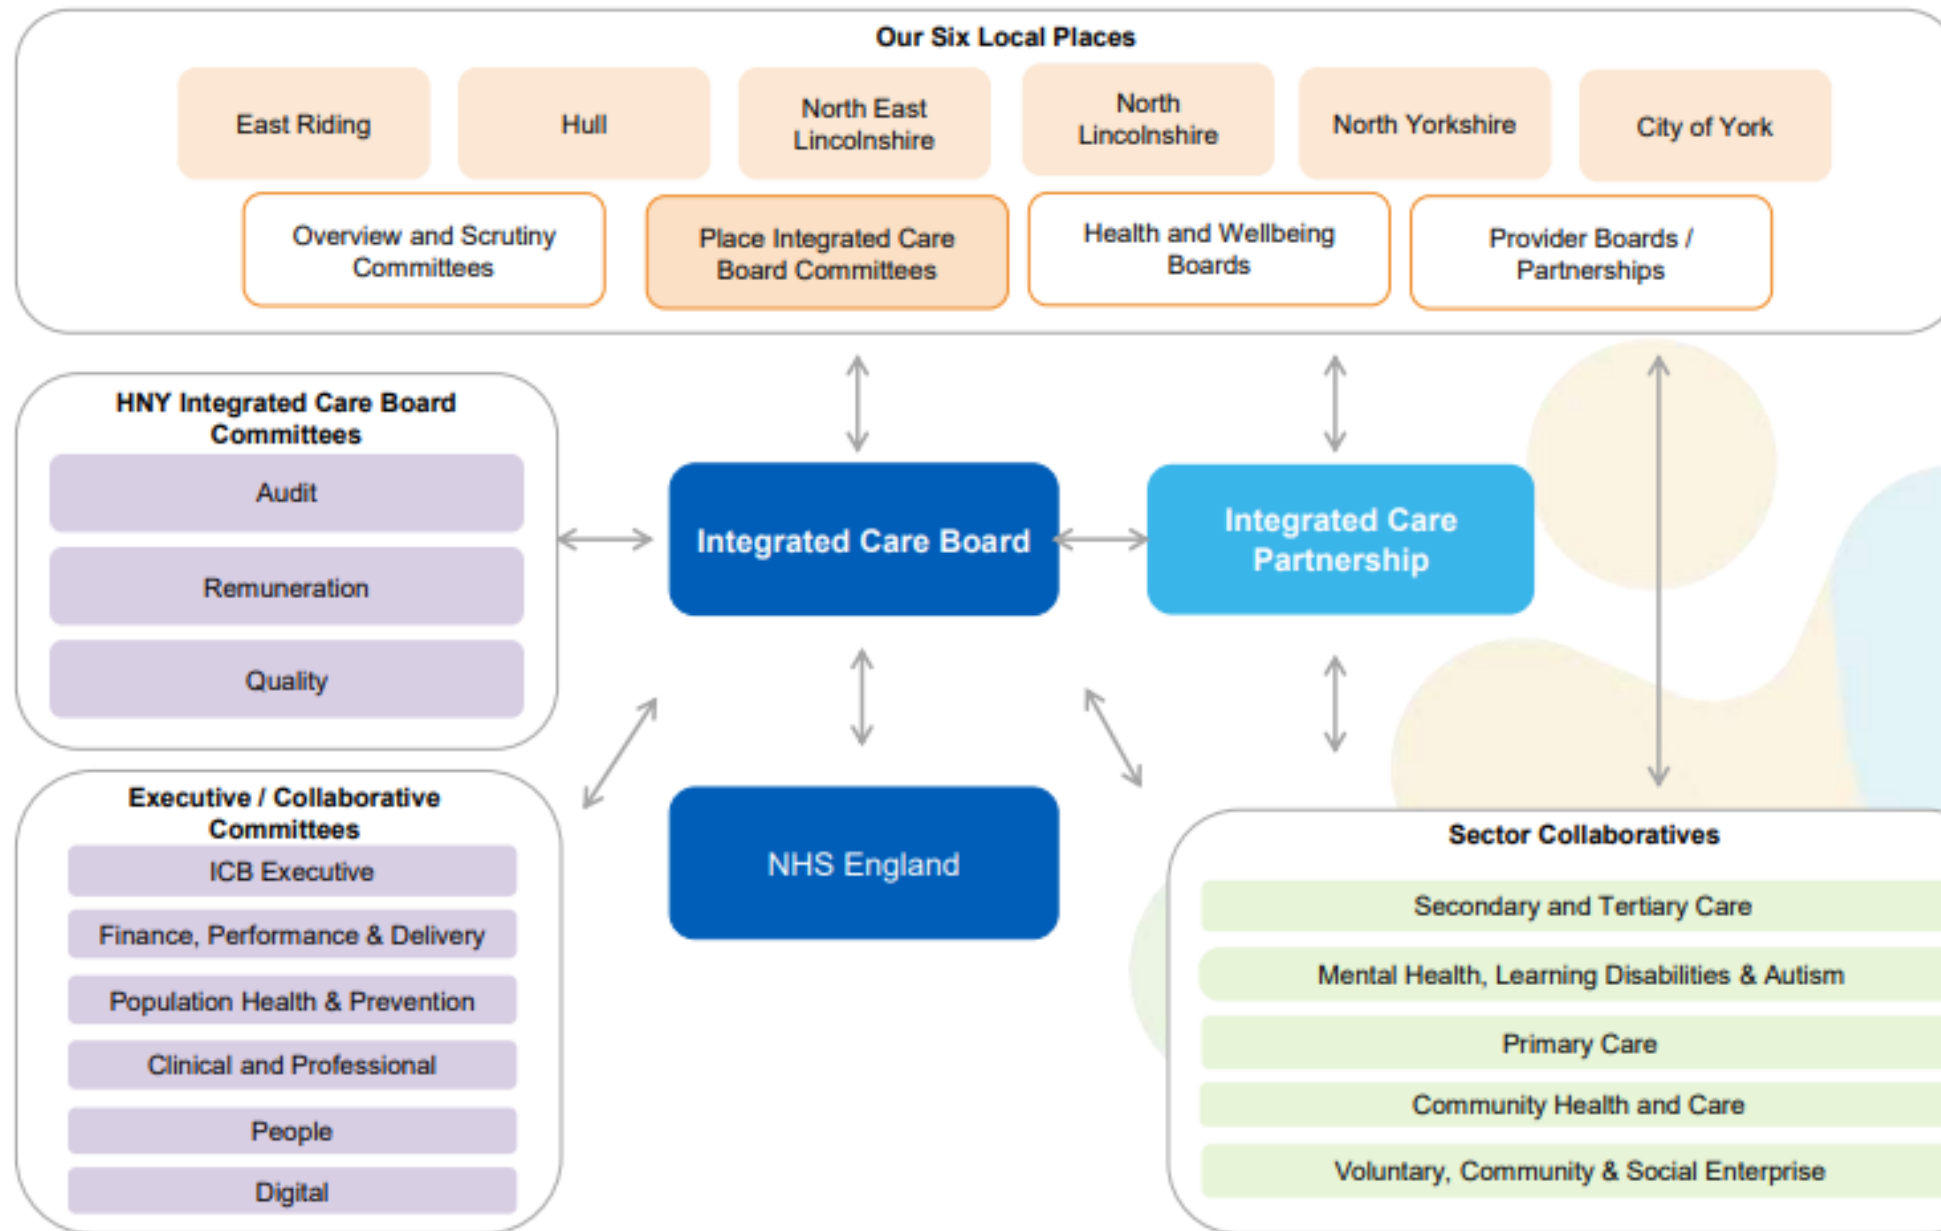 Our Six Local Places
East Riding
Hull
North East
Lincolnshire
North
Lincolnshire
North Yorkshire
City of York
Overview and Scrutiny
Committees
Place Integrated Care
Board Committees
Health and Wellbeing
Boards
Provider Boards /
Partnerships
HNY Integrated Care Board
Committees
Audit
Remuneration
Quality
Integrated Care Board
Integrated Care
Partnership
Executive / Collaborative
Committees
ICB Executive
Finance, Performance & Delivery
Population Health & Prevention
Clinical and Professional
People
Digital
NHS England
Sector Collaboratives
Secondary and Tertiary Care
Mental Health, Learning Disabilities & Autism
Primary Care
Community Health and Care
Voluntary, Community & Social Enterprise